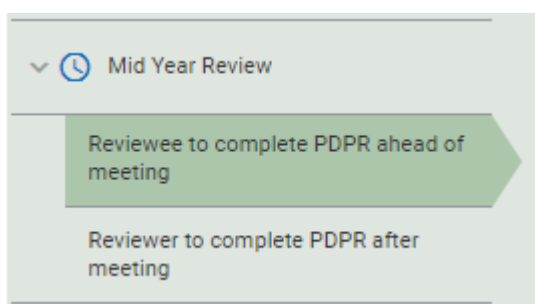 Mid Year Review
Reviewee to complete PDPR ahead of
meeting
Reviewer to complete PDPR after
meeting